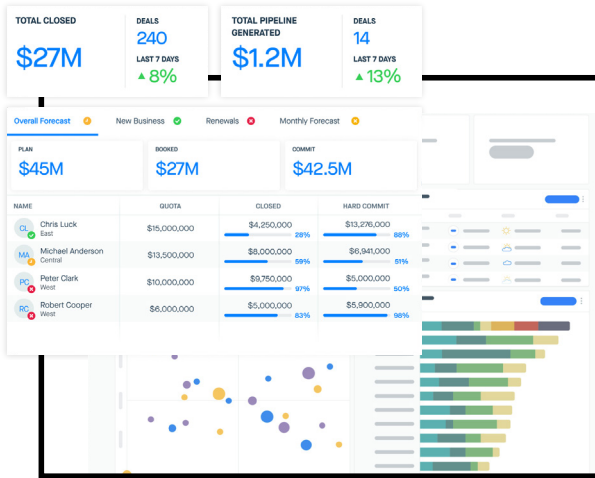 TOTAL CLOSED
$27M
DEALS
240
LAST 7 DAYS
▲8%
TOTAL PIPELINE
GENERATED
$1.2M
DEALS
14
LAST 7 DAYS
▲13%
Overall Forecast New Business Renewals Monthly Forecast
PLAN BOOKED COMMIT
$45M $27M $42.5M
NAME QUOTA CLOSED HARD COMMIT
CL Chris Luck $15,000,000 $4,250,000 $13,276,000
East 28% 88%
MA Michael Anderson $13,500,000 $8,000,000 $6,941,000
Central 59% 51%
PC Peter Clark $10,000,000 $9,750,000 $5,000,000
West 97% 50%
RC Robert Cooper $6,000,000 $5,000,000 $5,900,000
West 83% 98%